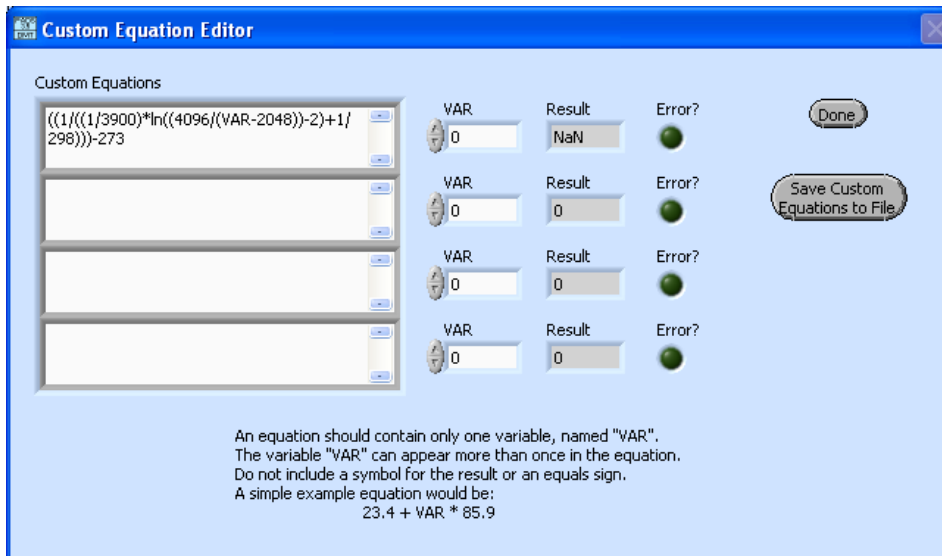 Custom Equation Editor
Custom Equations
((1/((1/3900)*ln((4096/(VAR-2048))-2)+1/
298)))-273
VAR Result Error?
0 NaN
Done
VAR Result Error?
0 0
Save Custom
Equations to File
VAR Result Error?
0 0
VAR Result Error?
0 0
An equation should contain only one variable, named "VAR".
The variable "VAR" can appear more than once in the equation.
Do not include a symbol for the result or an equals sign.
A simple example equation would be:
23.4 + VAR * 85.9